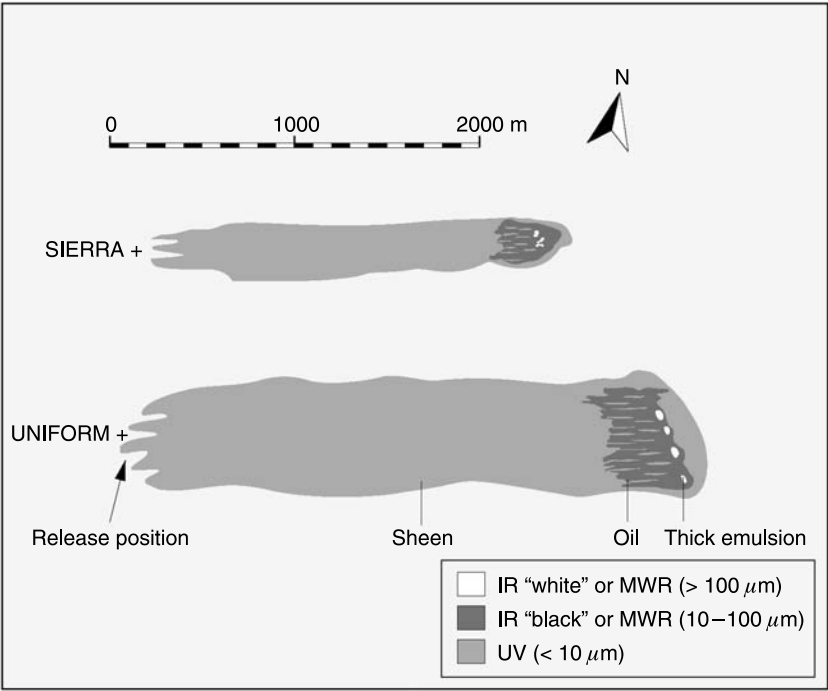 N
0 1000 2000 m
SIERRA +
UNIFORM +
Release position Sheen Oil Thick emulsion
IR “white” or MWR (> 100 μm)
IR “black” or MWR (10–100 μm)
UV (< 10 μm)